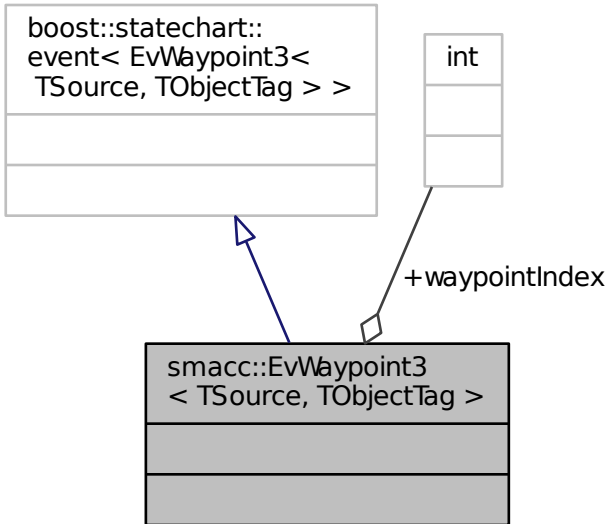 boost::statechart::
event< EvWaypoint3<
TSource, TObjectTag > >
int
+waypointIndex
smacc::EvWaypoint3
< TSource, TObjectTag >